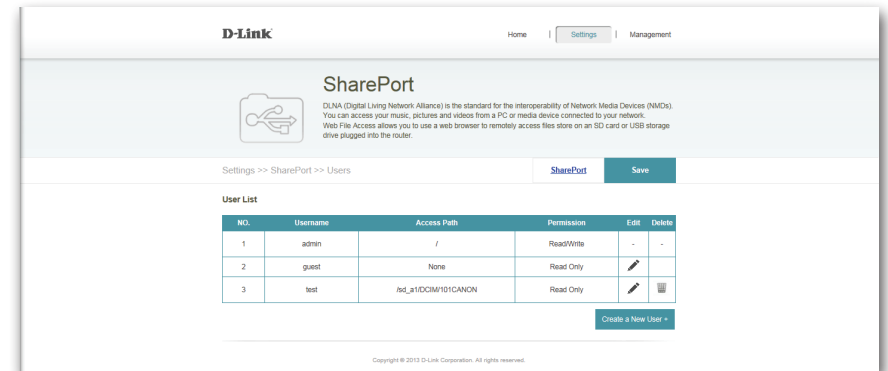 D-Link
Home | Settings | Management
SharePort
DLNA (Digital Living Network Alliance) is the standard for the interoperability of Network Media Devices (NMDs).
You can access your music, pictures and videos from a PC or media device connected to your network.
Web File Access allows you to use a web browser to remotely access files store on an SD card or USB storage
drive plugged into the router.
Settings >> SharePort >> Users
SharePort
Save
User List
NO. Username Access Path Permission Edit Delete
1 admin / Read/Write - -
2 guest None Read Only
3 test /sd_a1/DCIM/101CANON Read Only
Create a New User +
Copyright © 2013 D-Link Corporation. All rights reserved.